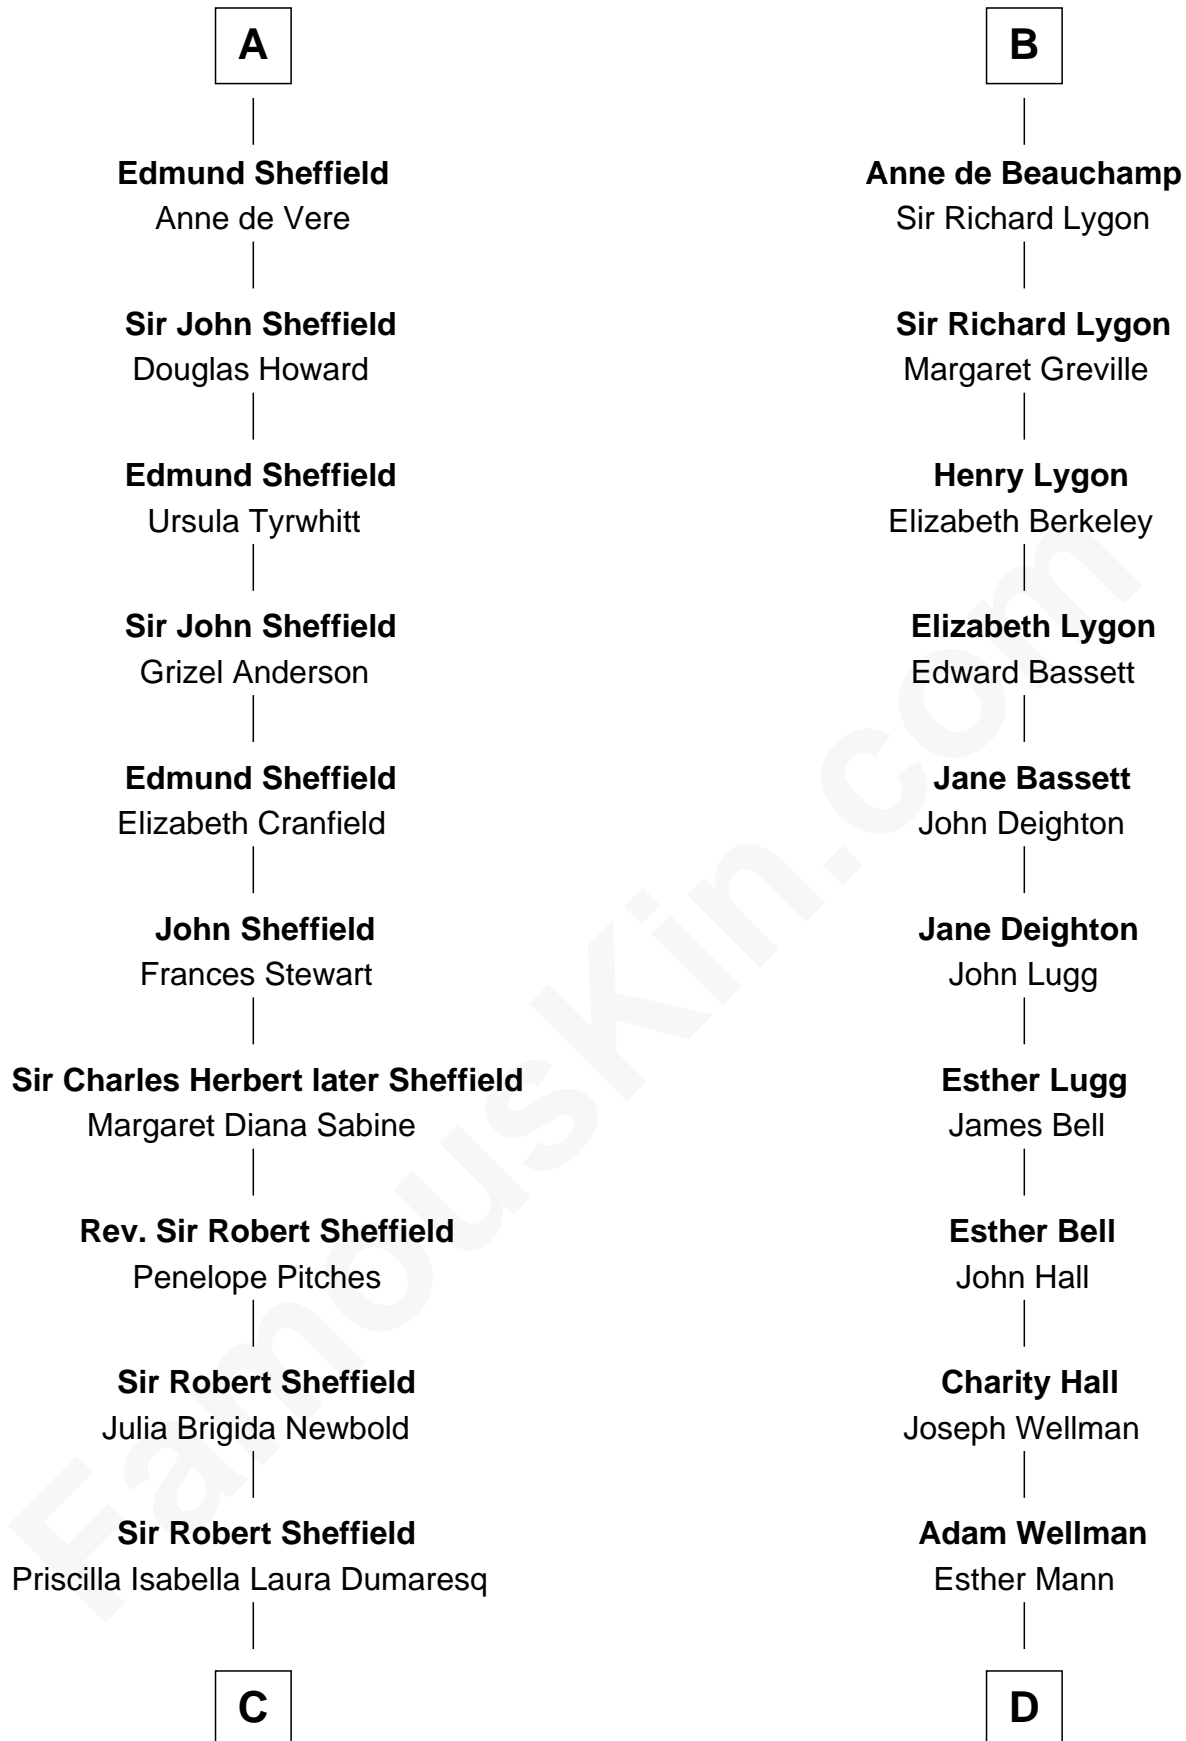 A
Edmund Sheffield
Anne de Vere
Sir John Sheffield
Douglas Howard
Edmund Sheffield
Ursula Tyrwhitt
Sir John Sheffield
Grizel Anderson
Edmund Sheffield
Elizabeth Cranfield
John Sheffield
Frances Stewart
Sir Charles Herbert later Sheffield
Margaret Diana Sabine
Rev. Sir Robert Sheffield
Penelope Pitches
Sir Robert Sheffield
Julia Brigida Newbold
Sir Robert Sheffield
Priscilla Isabella Laura Dumaresq
C
B
Anne de Beauchamp
Sir Richard Lygon
Sir Richard Lygon
Margaret Greville
Henry Lygon
Elizabeth Berkeley
Elizabeth Lygon
Edward Bassett
Jane Bassett
John Deighton
Jane Deighton
John Lugg
Esther Lugg
James Bell
Esther Bell
John Hall
Charity Hall
Joseph Wellman
Adam Wellman
Esther Mann
D
FamousKin.com